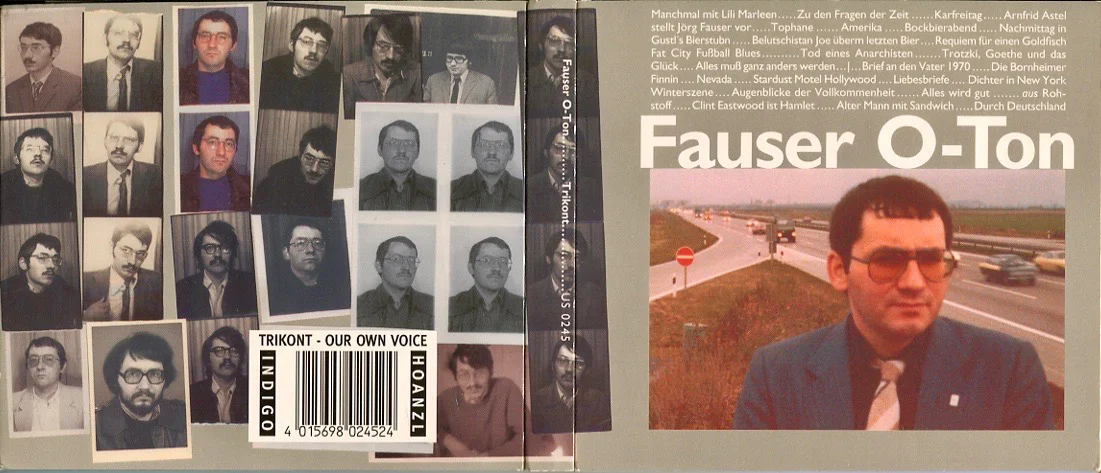 TRIKONT - OUR OWN VOICE
INDIGO
HOANZL
4 015698 024524
Fauser O-Ton.........Trikont.............US 0245
Manchmal mit Lili Marleen.....Zu den Fragen der Zeit.....Karfreitag.....Arnfrid Astel
stellt Jörg Fauser vor.....Tophane..... Amerika.....Bockbierabend.....Nachmittag in
Gustl's Bierstubn.....Belutschistan Joe überm letzten Bier....Requiem für einen Goldfisch
Fat City Fußball Blues.......... Tod eines Anarchisten........Trotzki, Goethe und das
Glück....Alles muß ganz anders werden...|...Brief an den Vater 1970.....Die Bornheimer
Finnin.....Nevada.....Stardust Motel Hollywood.....Liebesbriefe.....Dichter in New York
Winterszene.....Augenblicke der Vollkommenheit......Alles wird gut.......aus Roh-
stoff.....Clint Eastwood ist Hamlet.....Alter Mann mit Sandwich.....Durch Deutschland
Fauser O-Ton